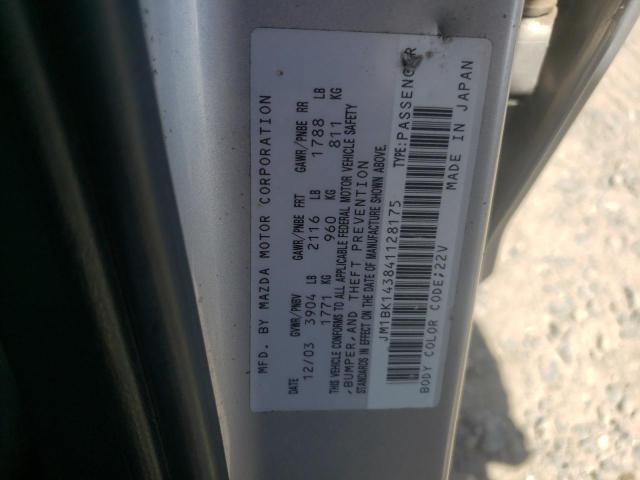 MFD. BY MAZDA MOTOR CORPORATION
DATE GVWR/PNBV GAWR/PNBE FRT GAWR/PNBE RR
12/03 3904 LB 2116 LB 1788 LB
1771 KG 960 KG 811 KG
THIS VEHICLE CONFORMS TO ALL APPLICABLE FEDERAL MOTOR VEHICLE SAFETY
,BUMPER, AND THEFT PREVENTION
STANDARDS IN EFFECT ON THE DATE OF MANUFACTURE SHOWN ABOVE.
JM1BK143841128175 TYPE:PASSENGER
BODY COLOR CODE:22V MADE IN JAPAN